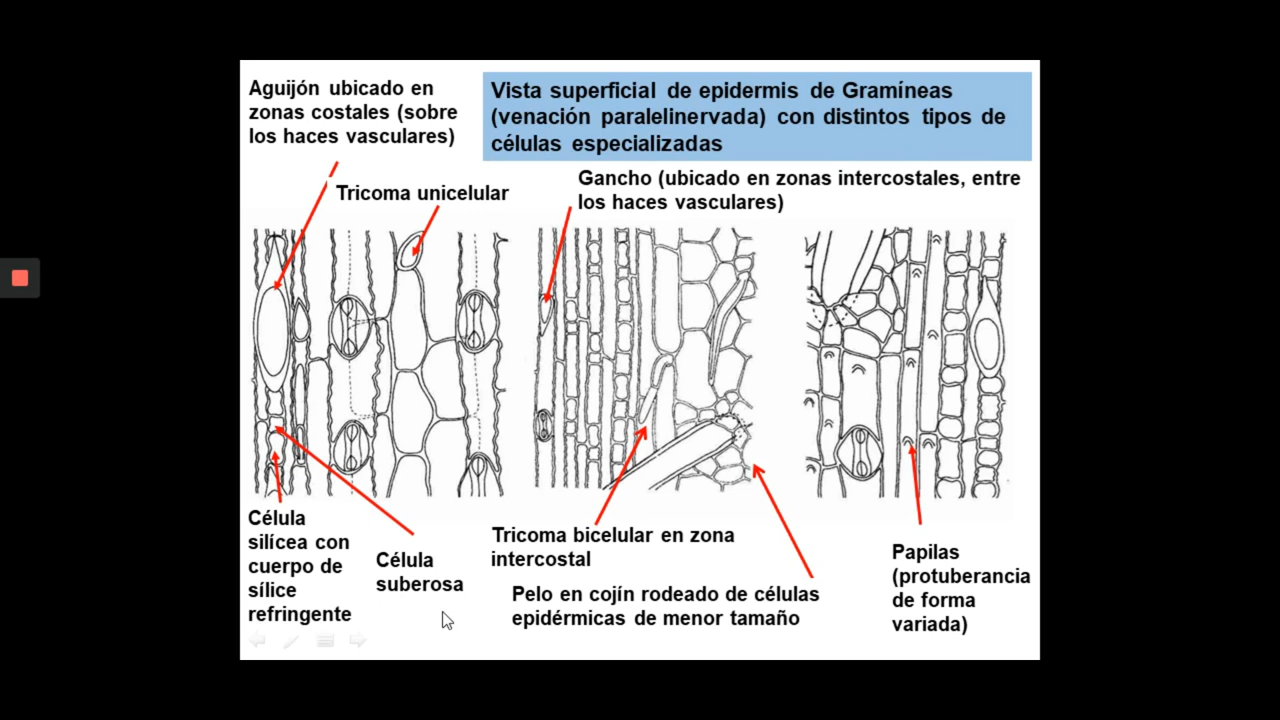 Aguijón ubicado en
zonas costales (sobre
los haces vasculares)
Vista superficial de epidermis de Gramíneas
(venación paralelinervada) con distintos tipos de
células especializadas
Tricoma unicelular
Gancho (ubicado en zonas intercostales, entre
los haces vasculares)
Célula
silícea con
cuerpo de
sílice
refringente
Célula
suberosa
Tricoma bicelular en zona
intercostal
Pelo en cojín rodeado de células
epidérmicas de menor tamaño
Papilas
(protuberancia
de forma
variada)